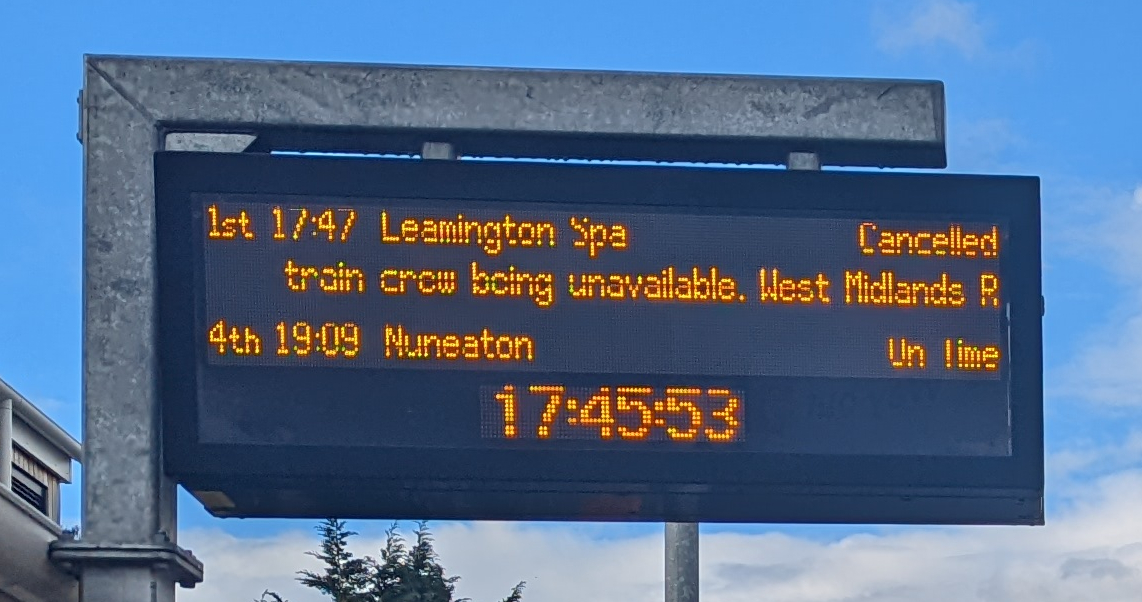 1st 17:47 Leamington Spa Cancelled
train crew being unavailable. West Midlands R
4th 19:09 Nuneaton On Time
17:45:53